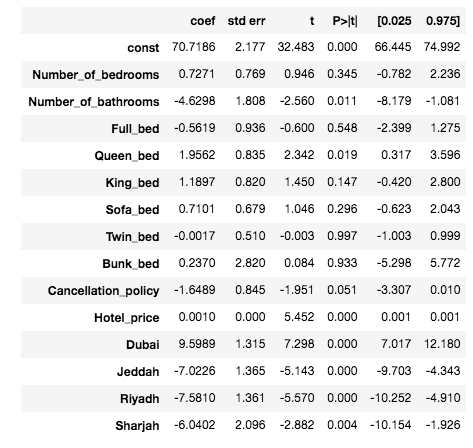 coef std err t P>|t| [0.025 0.975]
const 70.7186 2.177 32.483 0.000 66.445 74.992
Number_of_bedrooms 0.7271 0.769 0.946 0.345 -0.782 2.236
Number_of_bathrooms -4.6298 1.808 -2.560 0.011 -8.179 -1.081
Full_bed -0.5619 0.936 -0.600 0.548 -2.399 1.275
Queen_bed 1.9562 0.835 2.342 0.019 0.317 3.596
King_bed 1.1897 0.820 1.450 0.147 -0.420 2.800
Sofa_bed 0.7101 0.679 1.046 0.296 -0.623 2.043
Twin_bed -0.0017 0.510 -0.003 0.997 -1.003 0.999
Bunk_bed 0.2370 2.820 0.084 0.933 -5.298 5.772
Cancellation_policy -1.6489 0.845 -1.951 0.051 -3.307 0.010
Hotel_price 0.0010 0.000 5.452 0.000 0.001 0.001
Dubai 9.5989 1.315 7.298 0.000 7.017 12.180
Jeddah -7.0226 1.365 -5.143 0.000 -9.703 -4.343
Riyadh -7.5810 1.361 -5.570 0.000 -10.252 -4.910
Sharjah -6.0402 2.096 -2.882 0.004 -10.154 -1.926